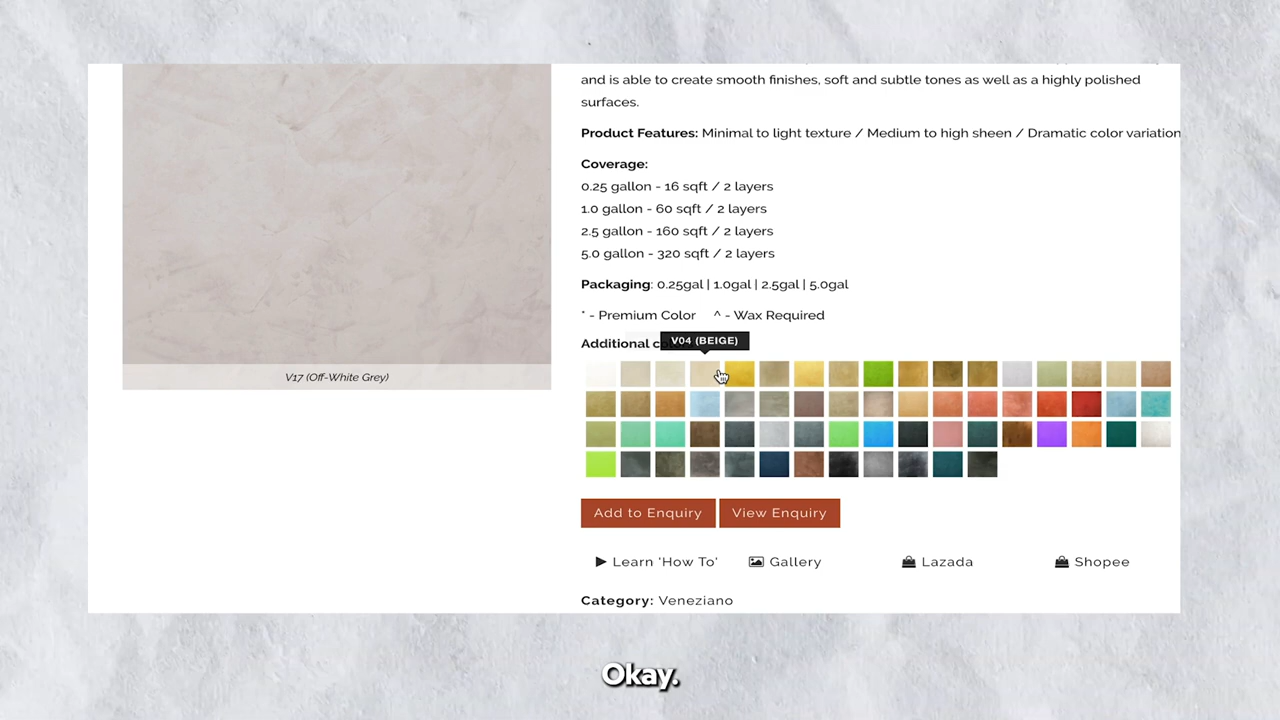 and is able to create smooth finishes, soft and subtle tones as well as a highly polished
surfaces.
Product Features: Minimal to light texture / Medium to high sheen / Dramatic color variation
Coverage:
0.25 gallon - 16 sqft / 2 layers
1.0 gallon - 60 sqft / 2 layers
2.5 gallon - 160 sqft / 2 layers
5.0 gallon - 320 sqft / 2 layers
Packaging: 0.25gal | 1.0gal | 2.5gal | 5.0gal
* - Premium Color ^ - Wax Required
V04 (BEIGE)
Additional
V17 (Off-White Grey)
Add to Enquiry View Enquiry
Learn 'How To' Gallery Lazada Shopee
Category: Veneziano
Okay.